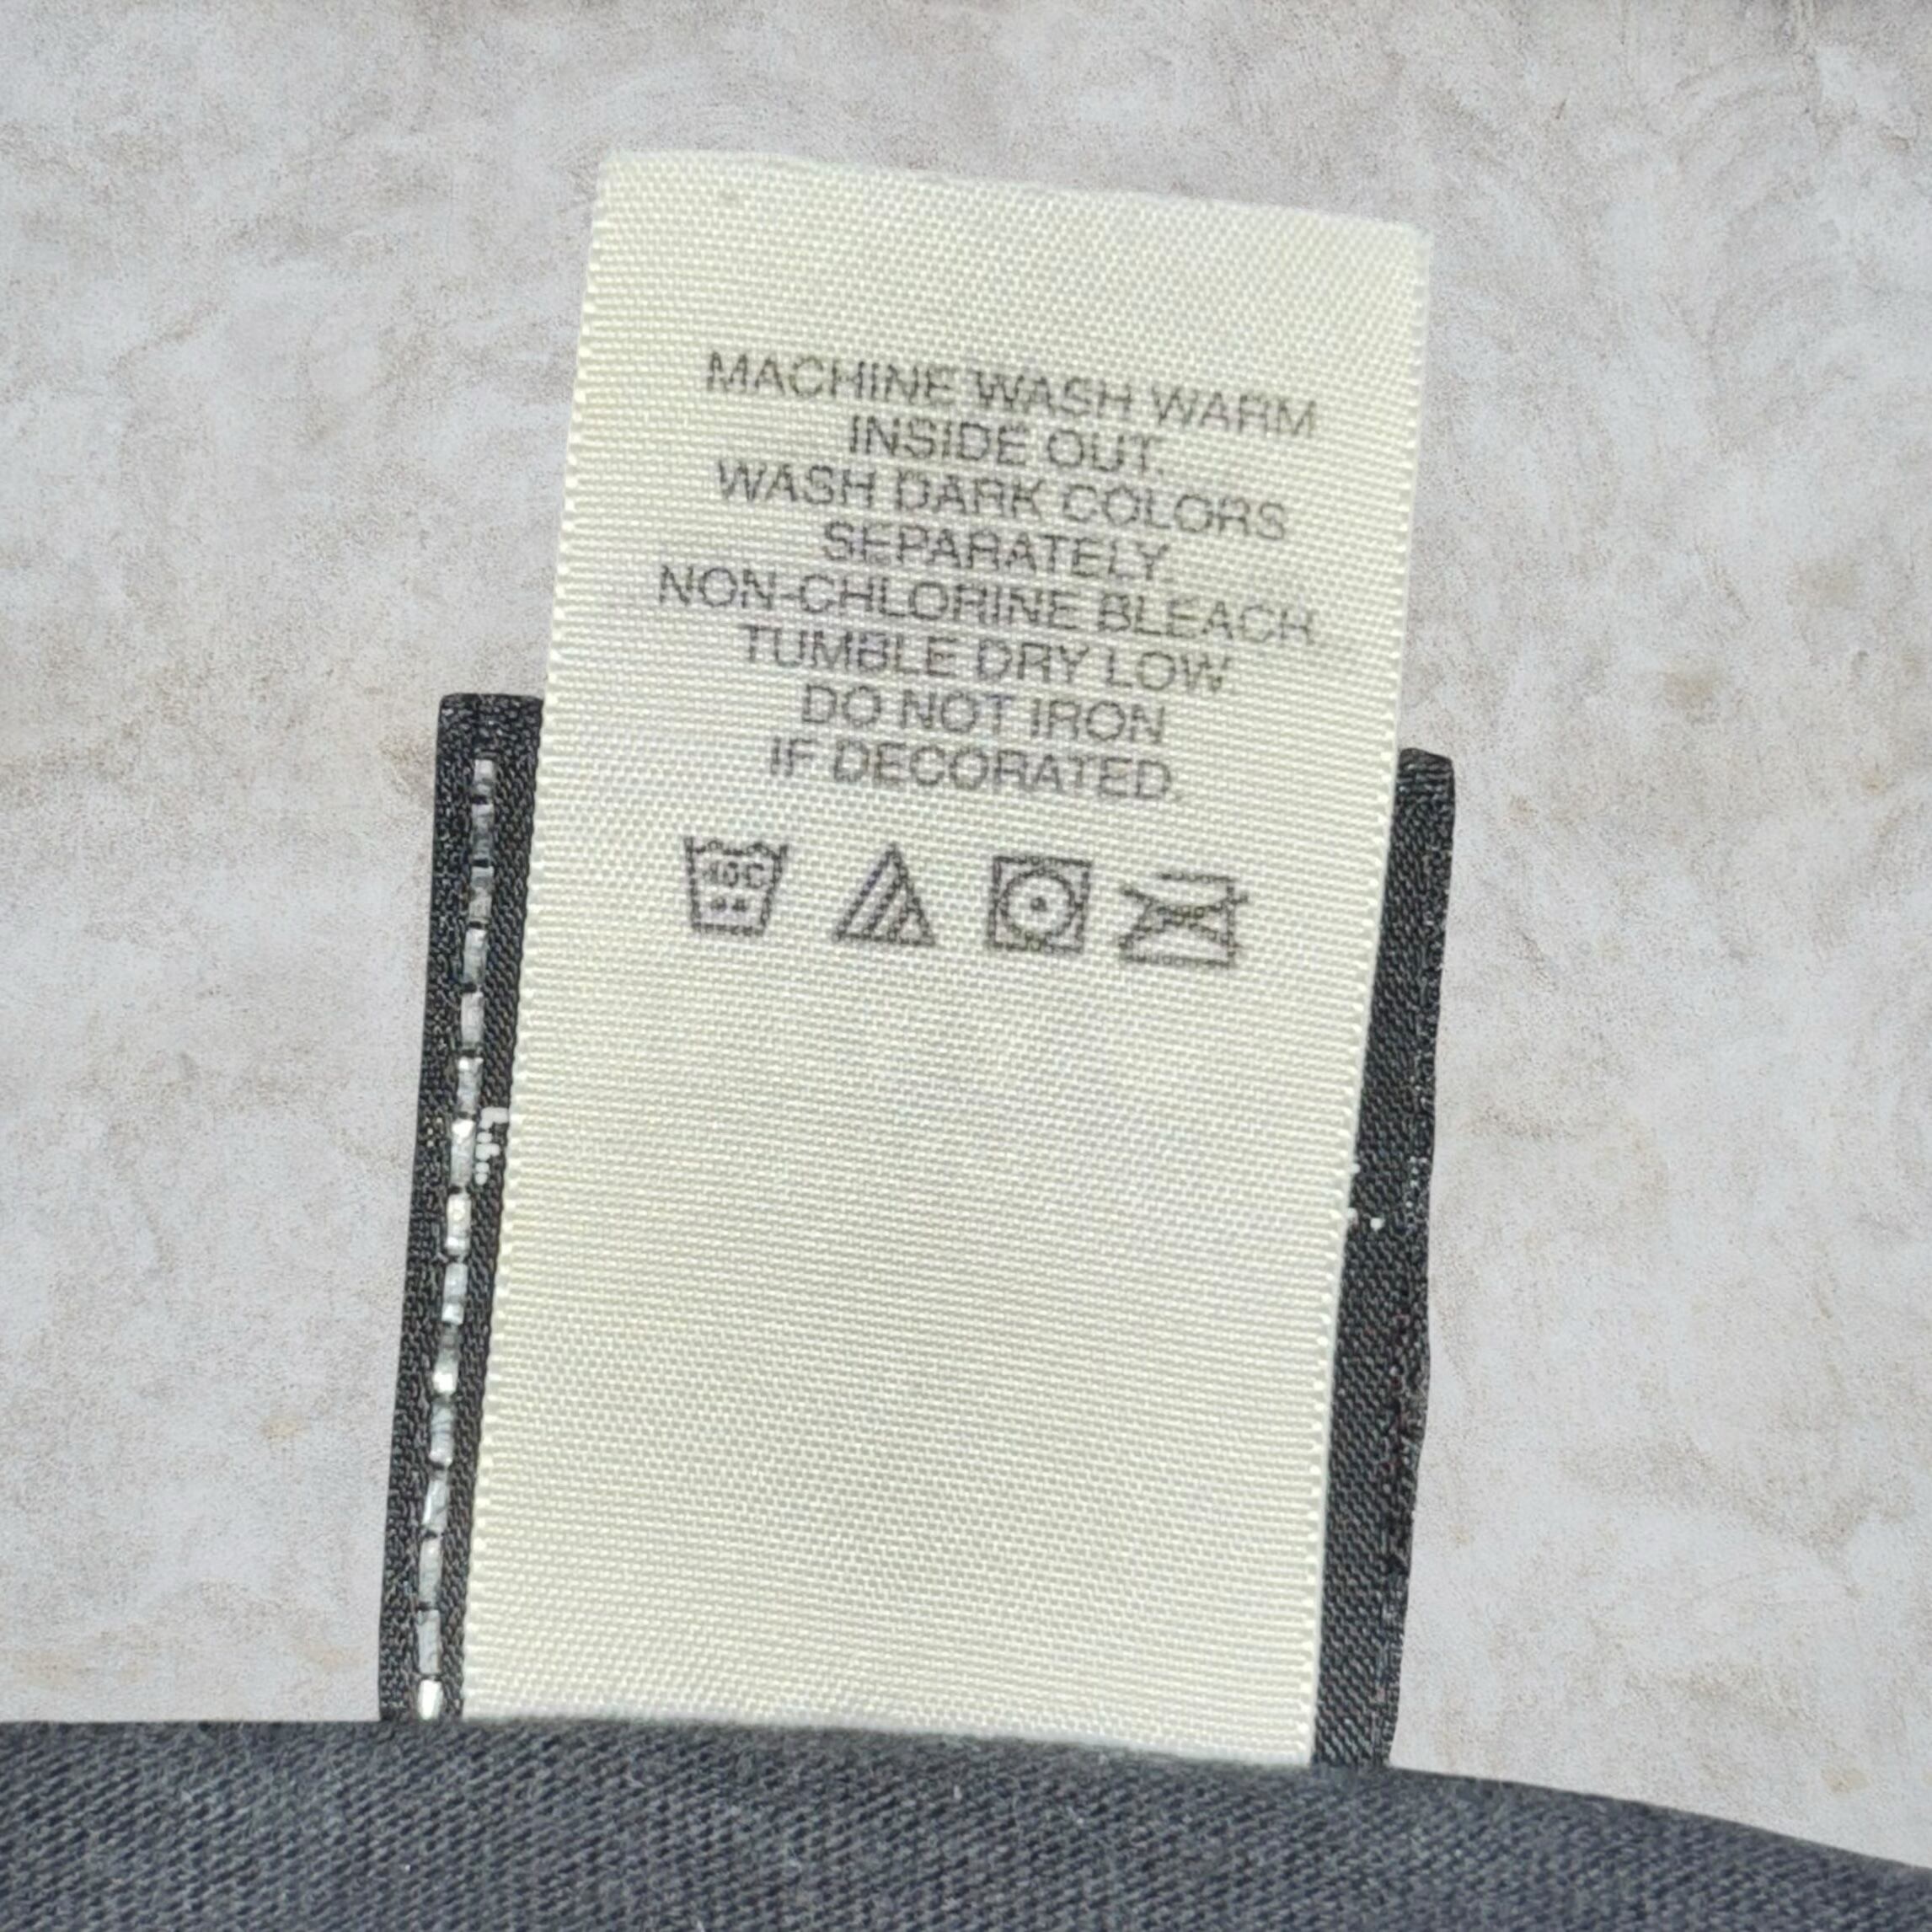 MACHINE WASH WARM
INSIDE OUT.
WASH DARK COLORS
SEPARATELY
NON-CHLORINE BLEACH.
TUMBLE DRY LOW
DO NOT IRON
IF DECORATED.
40C